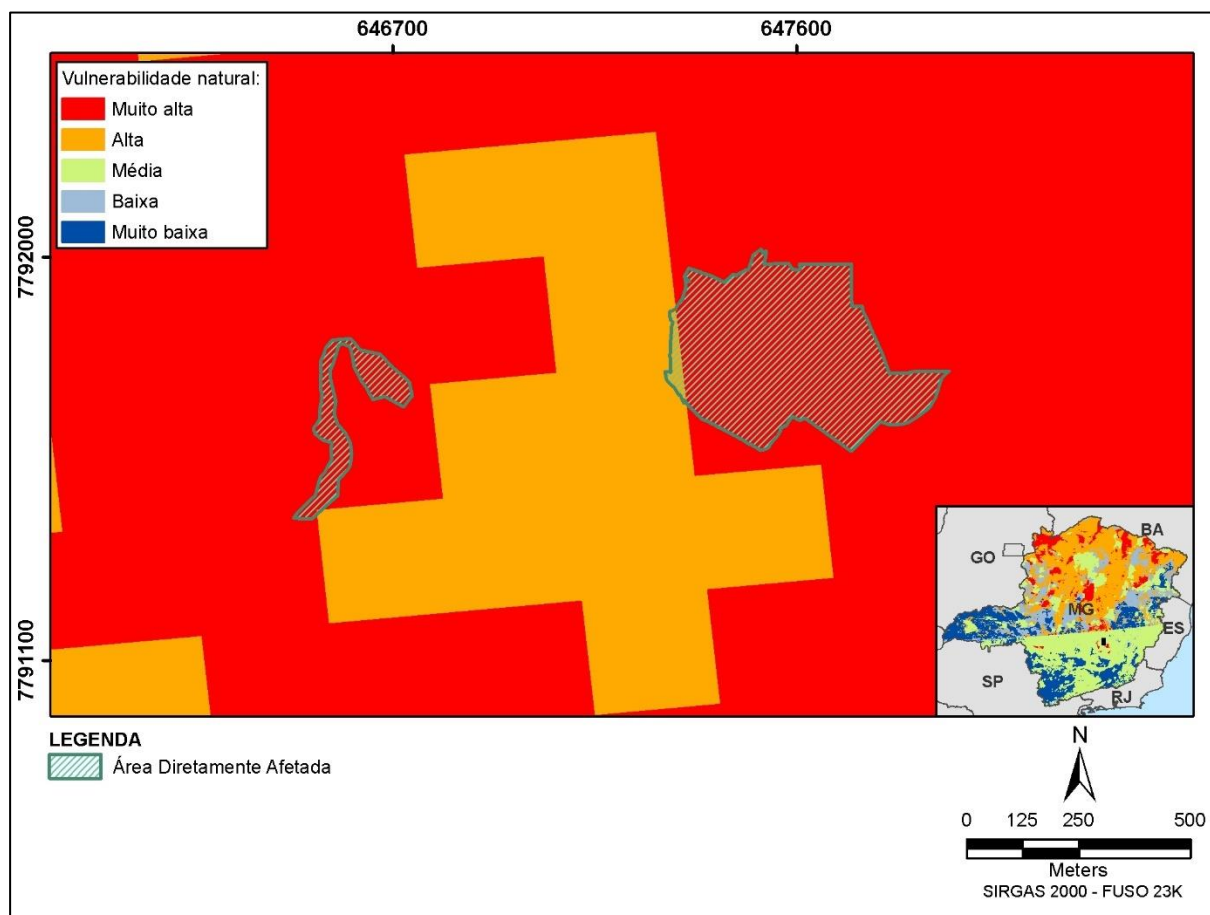 646700
647600
Vulnerabilidade natural:
Muito alta
Alta
Média
Baixa
Muito baixa
7792000
7791100
BA
GO
MG
ES
SP
RJ
LEGENDA
Área Diretamente Afetada
N
0 125 250 500
Meters
SIRGAS 2000 - FUSO 23K